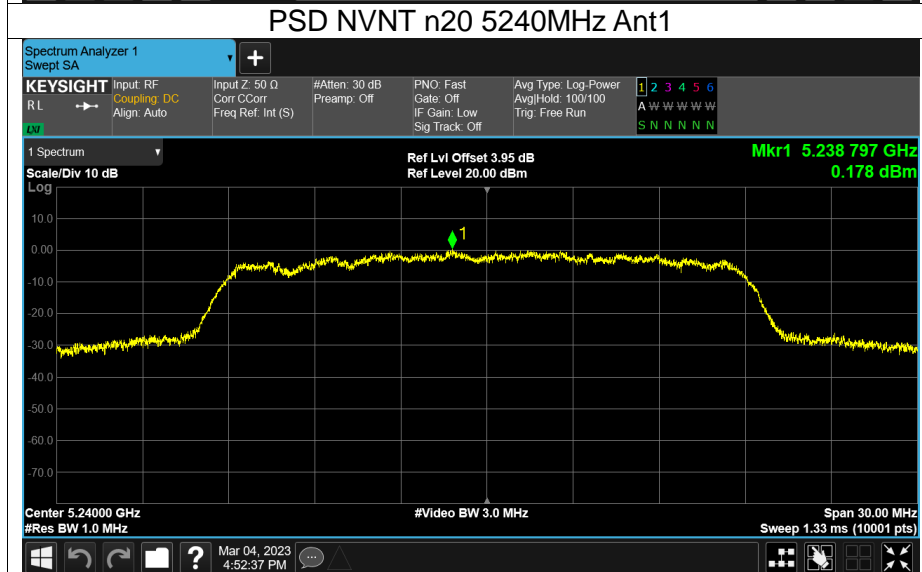 PSD NVNT n20 5240MHz Ant1
Spectrum Analyzer 1
Swept SA
+
KEYSIGHT
RL
LXI
Input: RF
Coupling: DC
Align: Auto
Input Z: 50 Ω
Corr CCorr
Freq Ref: Int (S)
#Atten: 30 dB
Preamp: Off
PNO: Fast
Gate: Off
IF Gain: Low
Sig Track: Off
Avg Type: Log-Power
Avg|Hold: 100/100
Trig: Free Run
1 2 3 4 5 6
A W W W W W
S N N N N N
1 Spectrum
Scale/Div 10 dB
Ref Lvl Offset 3.95 dB
Ref Level 20.00 dBm
Mkr1 5.238 797 GHz
0.178 dBm
Log
10.0
0.00
-10.0
-20.0
-30.0
-40.0
-50.0
-60.0
-70.0
1
Center 5.24000 GHz
#Res BW 1.0 MHz
#Video BW 3.0 MHz
Span 30.00 MHz
Sweep 1.33 ms (10001 pts)
?
Mar 04, 2023
4:52:37 PM